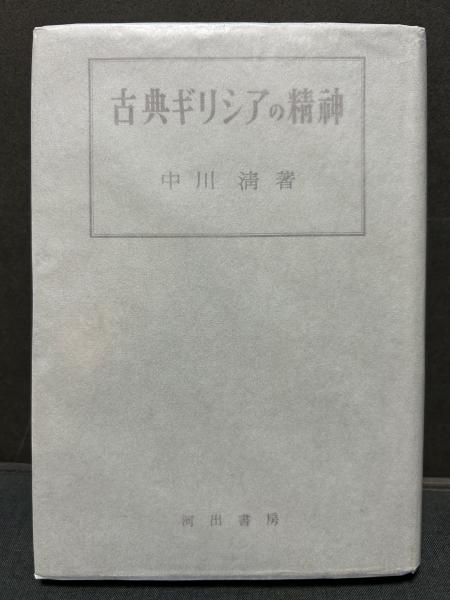 古典ギリシアの精神
中川 清著
河出書房